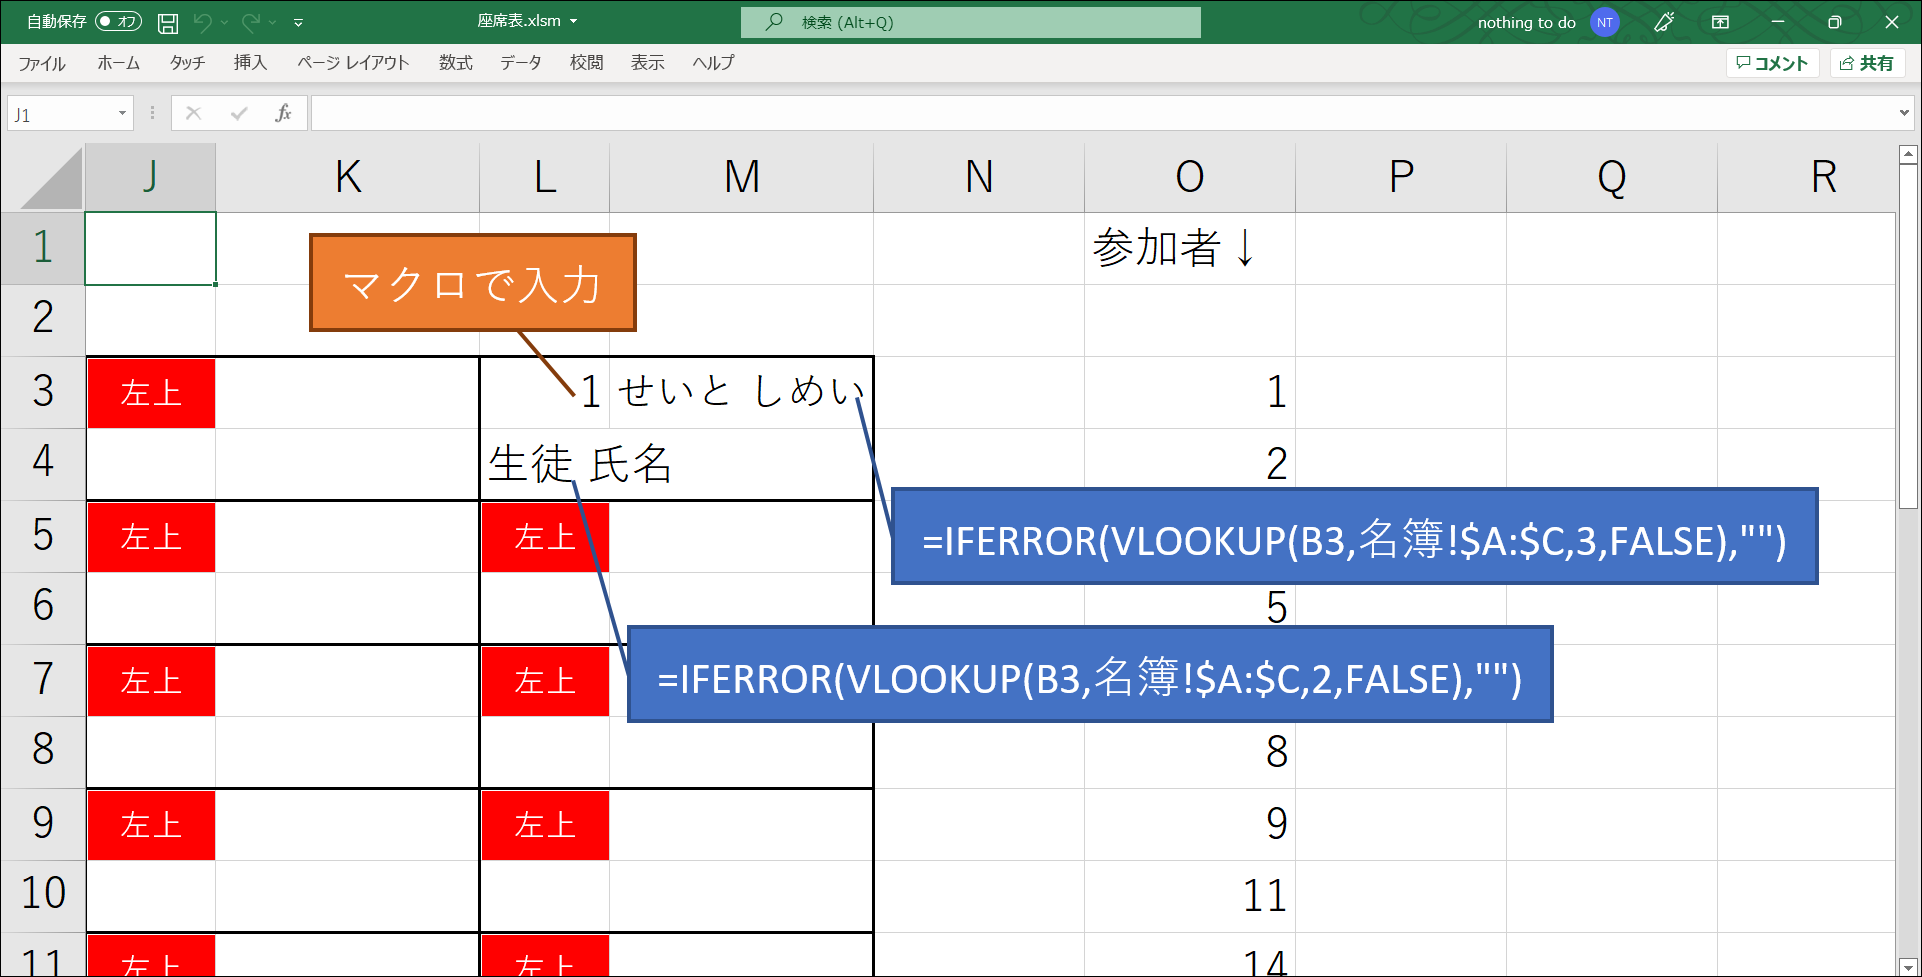 自動保存 オフ 座席表.xlsm 検索 (Alt+Q) nothing to do NT
ファイル ホーム タッチ 挿入 ページ レイアウト 数式 データ 校閲 表示 ヘルプ コメント 共有
J1 fx
J K L M N O P Q R
1 参加者↓
マクロで入力
2
3 左上 1 せいと しめい 1
4 生徒 氏名 2
5 左上 左上
=IFERROR(VLOOKUP(B3,名簿!$A:$C,3,FALSE),"")
6 5
7 左上 左上
=IFERROR(VLOOKUP(B3,名簿!$A:$C,2,FALSE),"")
8 8
9 左上 左上 9
10 11
11 左上 左上 14